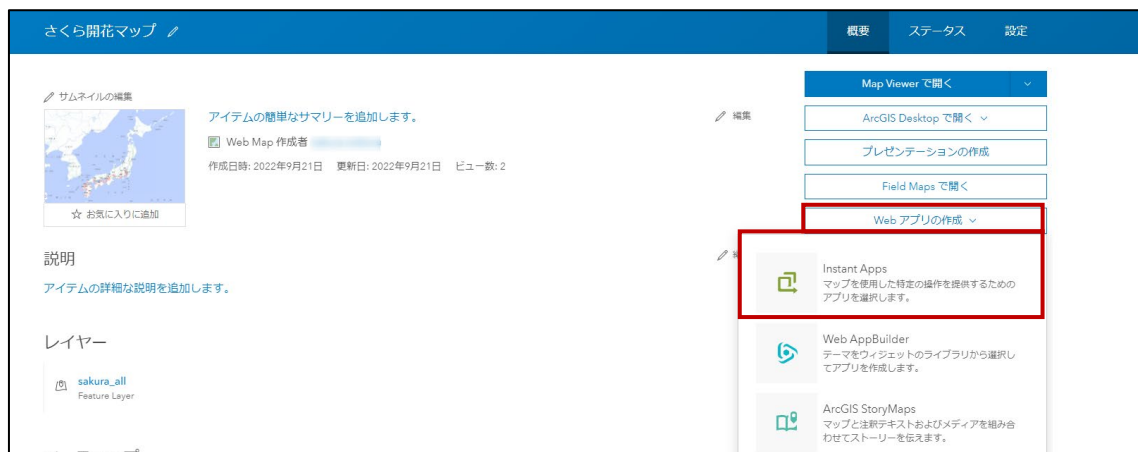 さくら開花マップ
概要 ステータス 設定
サムネイルの編集
アイテムの簡単なサマリーを追加します。
編集
Web Map 作成者
作成日時: 2022年9月21日 更新日: 2022年9月21日 ビュー数: 2
☆ お気に入りに追加
Map Viewer で開く
ArcGIS Desktop で開く
プレゼンテーションの作成
Field Maps で開く
Web アプリの作成
説明
アイテムの詳細な説明を追加します。
レイヤー
sakura_all
Feature Layer
Instant Apps
マップを使用した特定の操作を提供するための
アプリを選択します。
Web AppBuilder
テーマをウィジェットのライブラリから選択し
てアプリを作成します。
ArcGIS StoryMaps
マップと注釈テキストおよびメディアを組み合
わせてストーリーを伝えます。